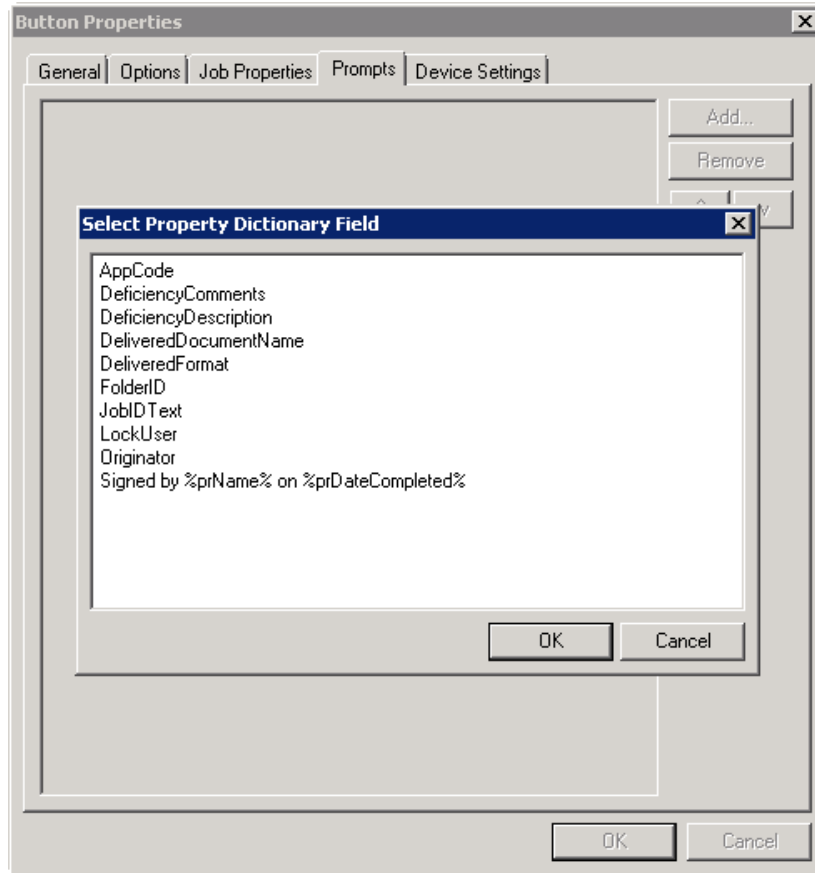 Button Properties
General Options Job Properties Prompts Device Settings
Add...
Remove
Select Property Dictionary Field
AppCode
DeficiencyComments
DeficiencyDescription
DeliveredDocumentName
DeliveredFormat
FolderID
JobIDText
LockUser
Originator
Signed by %prName% on %prDateCompleted%
OK Cancel
OK Cancel